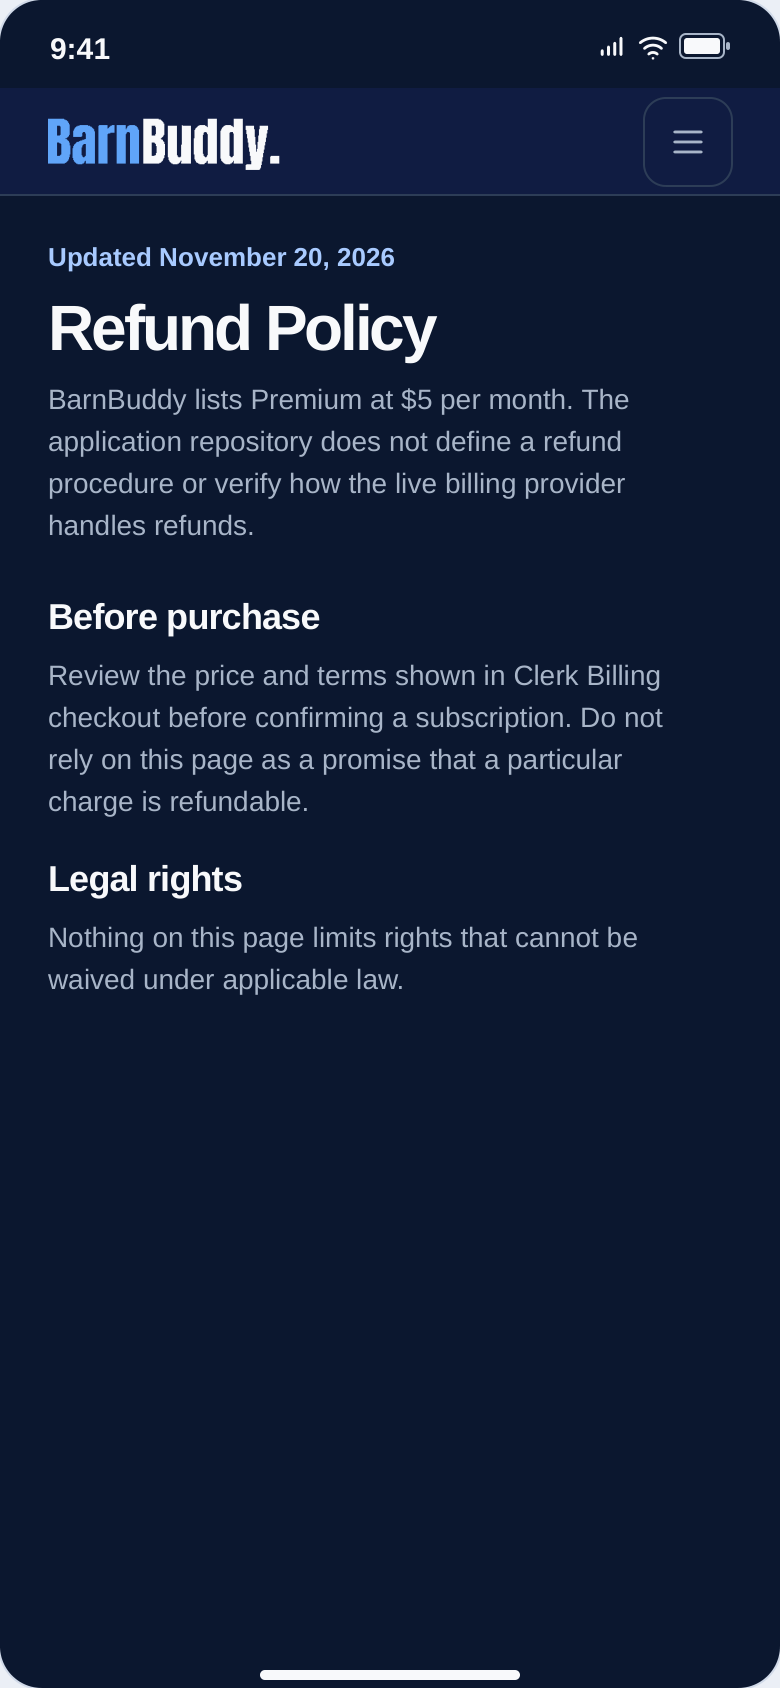 9:41
BarnBuddy.
Updated November 20, 2026
Refund Policy
BarnBuddy lists Premium at $5 per month. The
application repository does not define a refund
procedure or verify how the live billing provider
handles refunds.
Before purchase
Review the price and terms shown in Clerk Billing
checkout before confirming a subscription. Do not
rely on this page as a promise that a particular
charge is refundable.
Legal rights
Nothing on this page limits rights that cannot be
waived under applicable law.